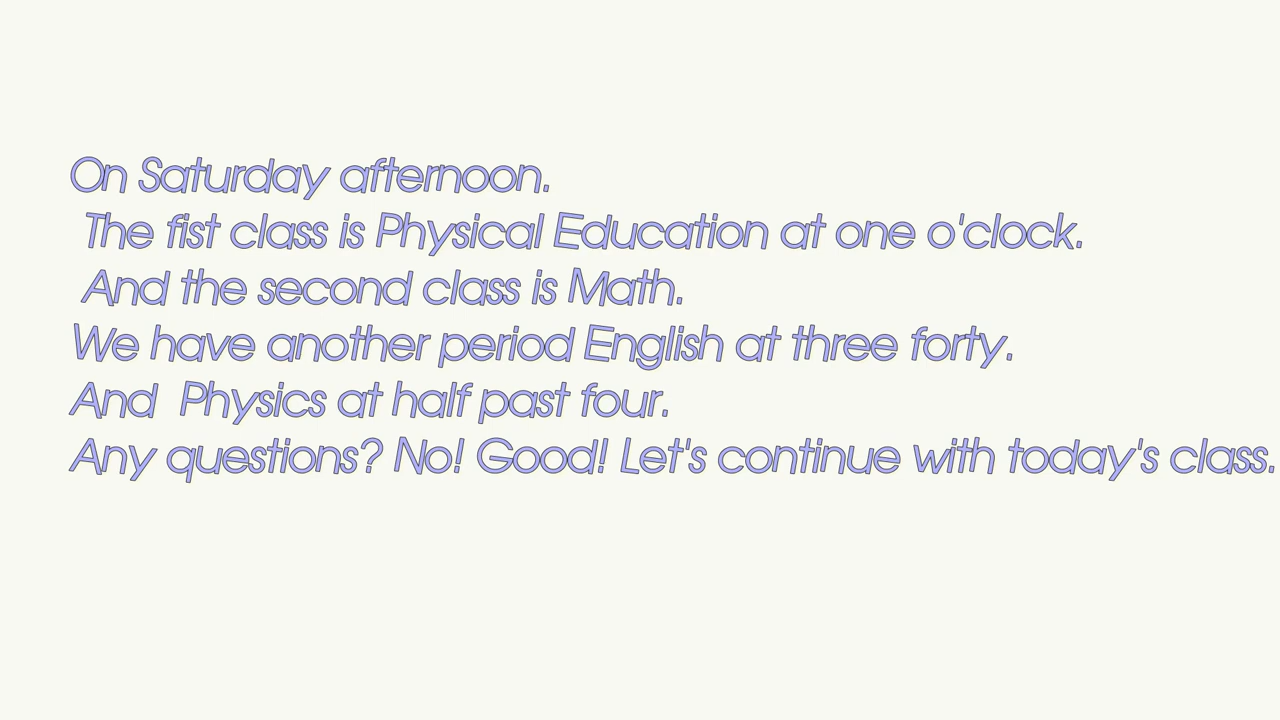 On Saturday afternoon.
The fist class is Physical Education at one o'clock.
And the second class is Math.
We have another period English at three forty.
And Physics at half past four.
Any questions? No! Good! Let's continue with today's class.